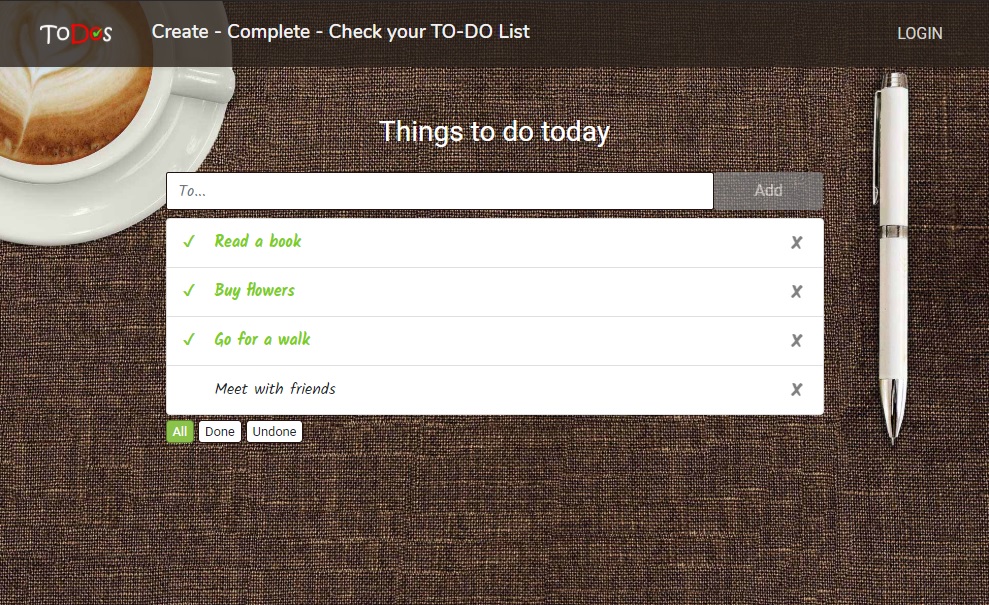 ToDos
Create - Complete - Check your TO-DO List
LOGIN
Things to do today
To...
Add
✓ Read a book X
✓ Buy flowers X
✓ Go for a walk X
Meet with friends X
All Done Undone